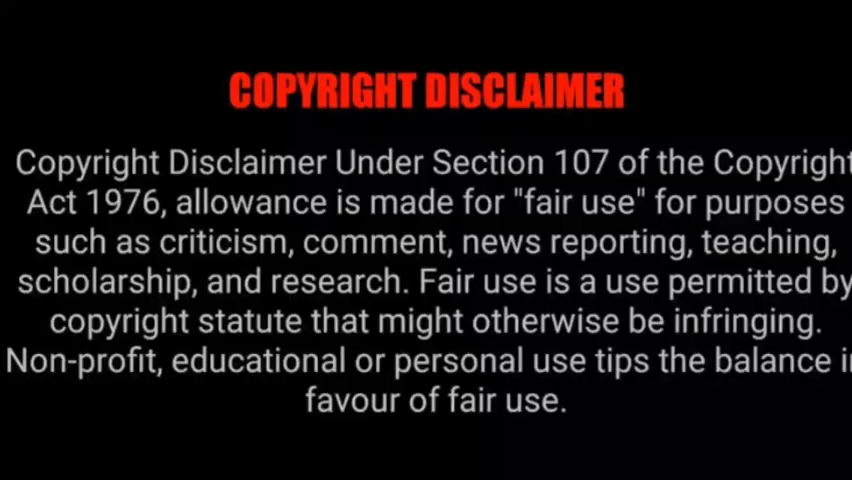 COPYRIGHT DISCLAIMER
Copyright Disclaimer Under Section 107 of the Copyright
Act 1976, allowance is made for "fair use" for purposes
such as criticism, comment, news reporting, teaching,
scholarship, and research. Fair use is a use permitted by
copyright statute that might otherwise be infringing.
Non-profit, educational or personal use tips the balance in
favour of fair use.